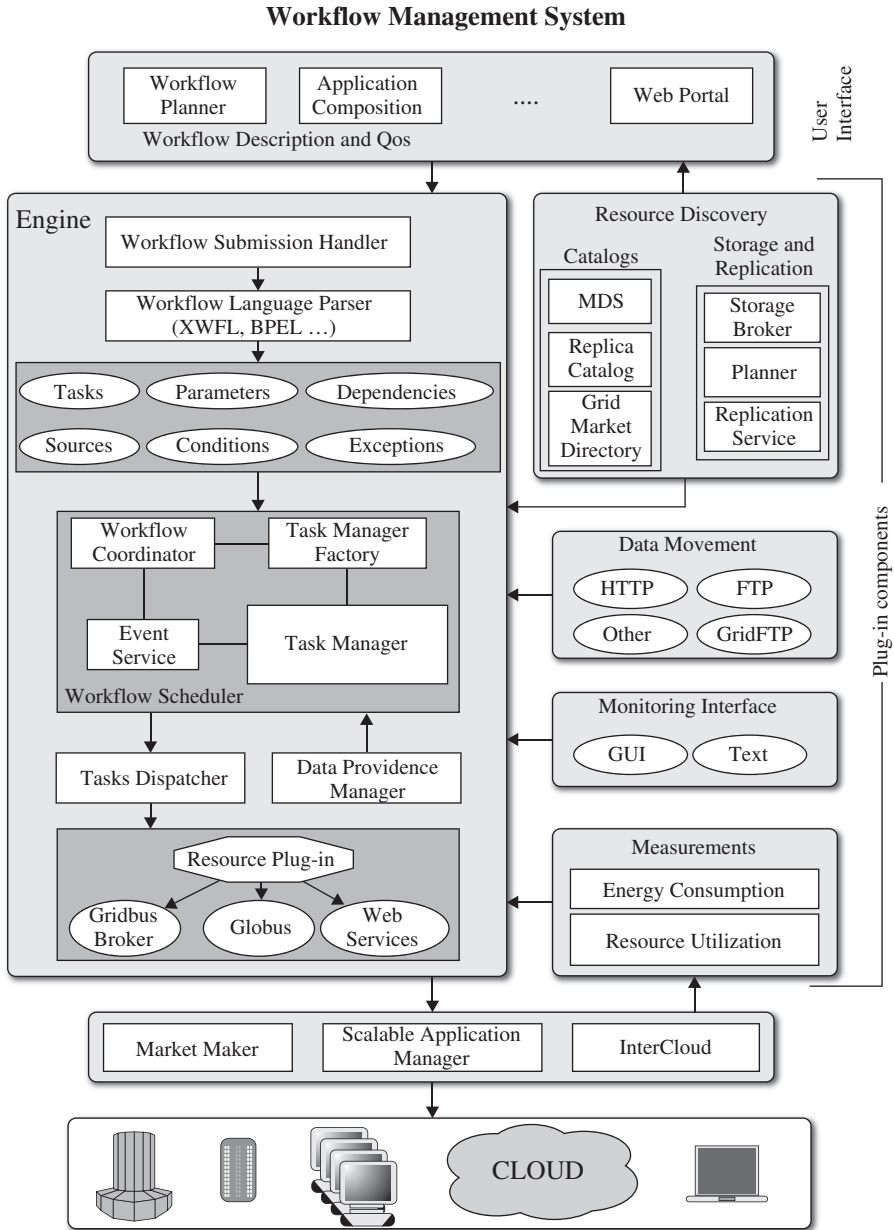 Workflow Management System
Workflow
Planner
Application
Composition
....
Web Portal
Workflow Description and Qos
User
Interface
Engine
Workflow Submission Handler
Workflow Language Parser
(XWFL, BPEL ...)
Tasks
Parameters
Dependencies
Sources
Conditions
Exceptions
Workflow
Coordinator
Task Manager
Factory
Event
Service
Task Manager
Workflow Scheduler
Tasks Dispatcher
Data Providence
Manager
Resource Plug-in
Gridbus
Broker
Globus
Web
Services
Resource Discovery
Catalogs
MDS
Replica
Catalog
Grid
Market
Directory
Storage and
Replication
Storage
Broker
Planner
Replication
Service
Data Movement
HTTP
FTP
Other
GridFTP
Monitoring Interface
GUI
Text
Measurements
Energy Consumption
Resource Utilization
Plug-in components
Market Maker
Scalable Application
Manager
InterCloud
CLOUD